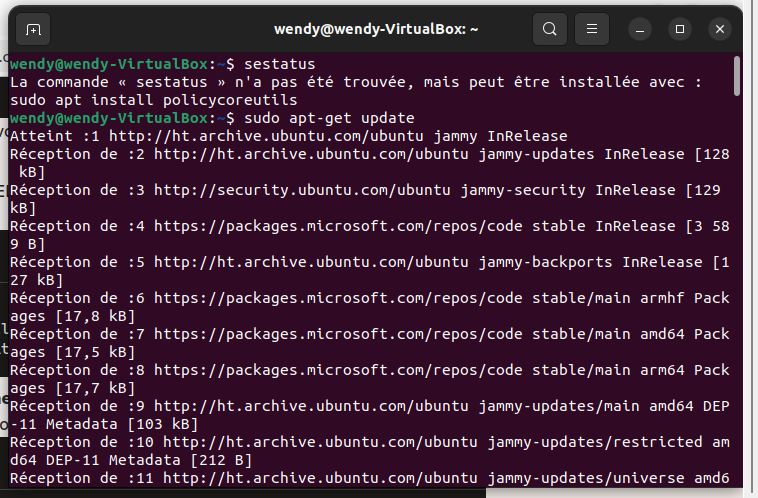 wendy@wendy-VirtualBox: ~
wendy@wendy-VirtualBox:~$ sestatus
La commande « sestatus » n'a pas été trouvée, mais peut être installée avec :
sudo apt install policycoreutils
wendy@wendy-VirtualBox:~$ sudo apt-get update
Atteint :1 http://ht.archive.ubuntu.com/ubuntu jammy InRelease
Réception de :2 http://ht.archive.ubuntu.com/ubuntu jammy-updates InRelease [128
 kB]
Réception de :3 http://security.ubuntu.com/ubuntu jammy-security InRelease [129
kB]
Réception de :4 https://packages.microsoft.com/repos/code stable InRelease [3 58
9 B]
Réception de :5 http://ht.archive.ubuntu.com/ubuntu jammy-backports InRelease [1
27 kB]
Réception de :6 https://packages.microsoft.com/repos/code stable/main armhf Pack
ages [17,8 kB]
Réception de :7 https://packages.microsoft.com/repos/code stable/main amd64 Pack
ages [17,5 kB]
Réception de :8 https://packages.microsoft.com/repos/code stable/main arm64 Pack
ages [17,7 kB]
Réception de :9 http://ht.archive.ubuntu.com/ubuntu jammy-updates/main amd64 DEP
-11 Metadata [103 kB]
Réception de :10 http://ht.archive.ubuntu.com/ubuntu jammy-updates/restricted am
d64 DEP-11 Metadata [212 B]
Réception de :11 http://ht.archive.ubuntu.com/ubuntu jammy-updates/universe amd6